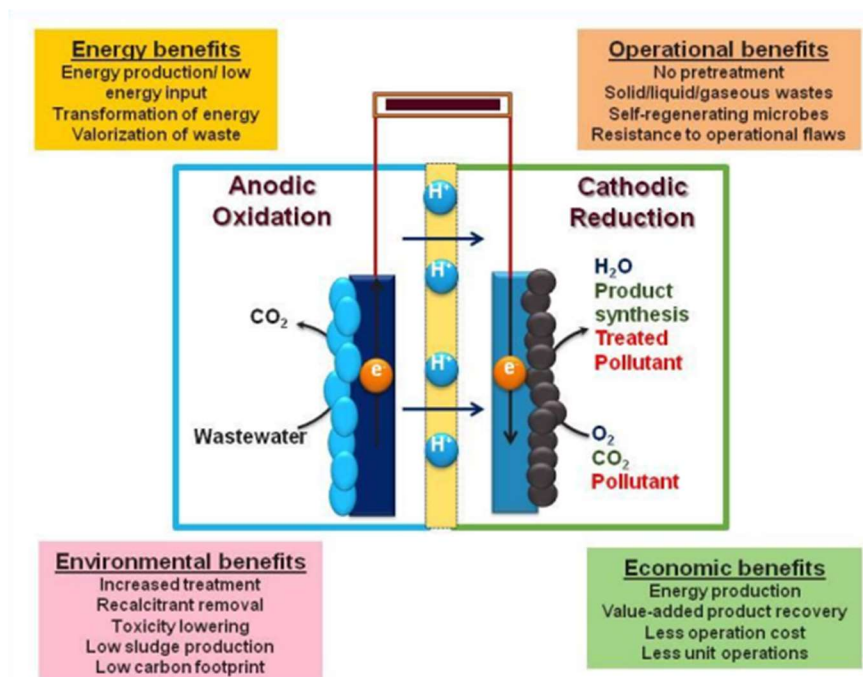 Energy benefits
Energy production/ low
energy input
Transformation of energy
Valorization of waste
Operational benefits
No pretreatment
Solid/liquid/gaseous wastes
Self-regenerating microbes
Resistance to operational flaws
Anodic
Oxidation
H⁺
Cathodic
Reduction
H⁺
H₂O
Product
synthesis
Treated
Pollutant
CO₂
e⁻
H⁺
e⁻
Wastewater
H⁺
O₂
CO₂
Pollutant
Environmental benefits
Increased treatment
Recalcitrant removal
Toxicity lowering
Low sludge production
Low carbon footprint
Economic benefits
Energy production
Value-added product recovery
Less operation cost
Less unit operations